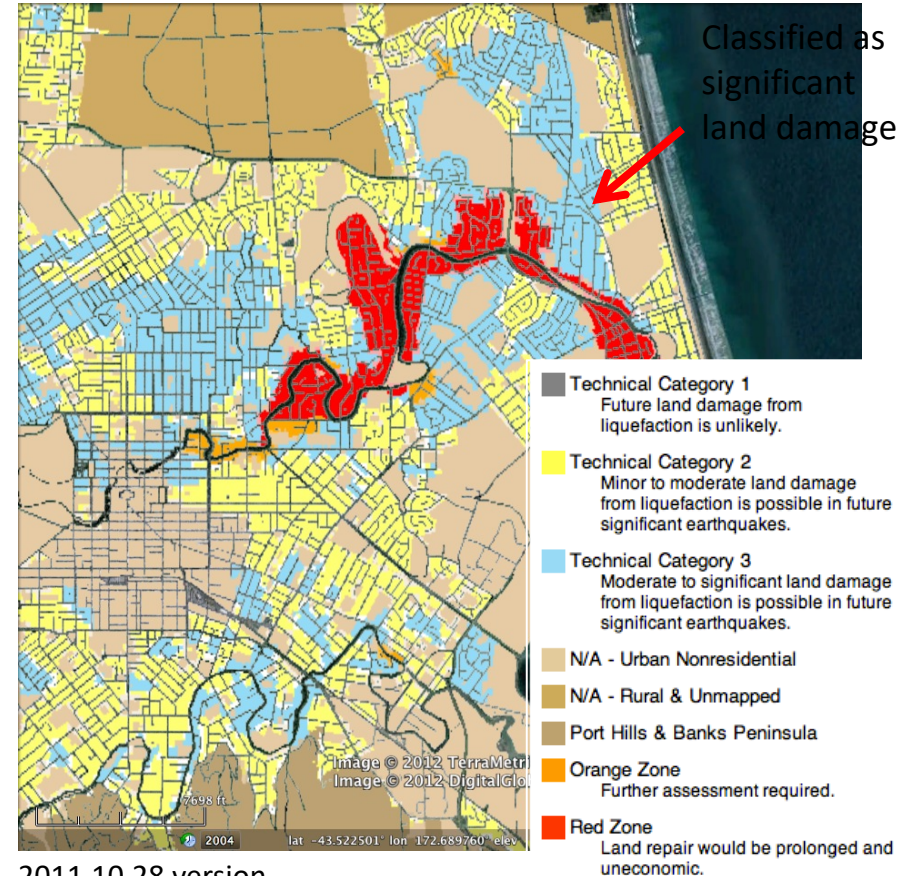 Classified as
significant
land damage
Technical Category 1
Future land damage from
liquefaction is unlikely.
Technical Category 2
Minor to moderate land damage
from liquefaction is possible in future
significant earthquakes.
Technical Category 3
Moderate to significant land damage
from liquefaction is possible in future
significant earthquakes.
N/A - Urban Nonresidential
N/A - Rural & Unmapped
Port Hills & Banks Peninsula
Orange Zone
Further assessment required.
Red Zone
Land repair would be prolonged and
uneconomic.
Image © 2012 TerraMetri
Image © 2012 DigitalGlo
7698 ft
2004 lat -43.522501° lon 172.689760° elev
2011 10 28 version